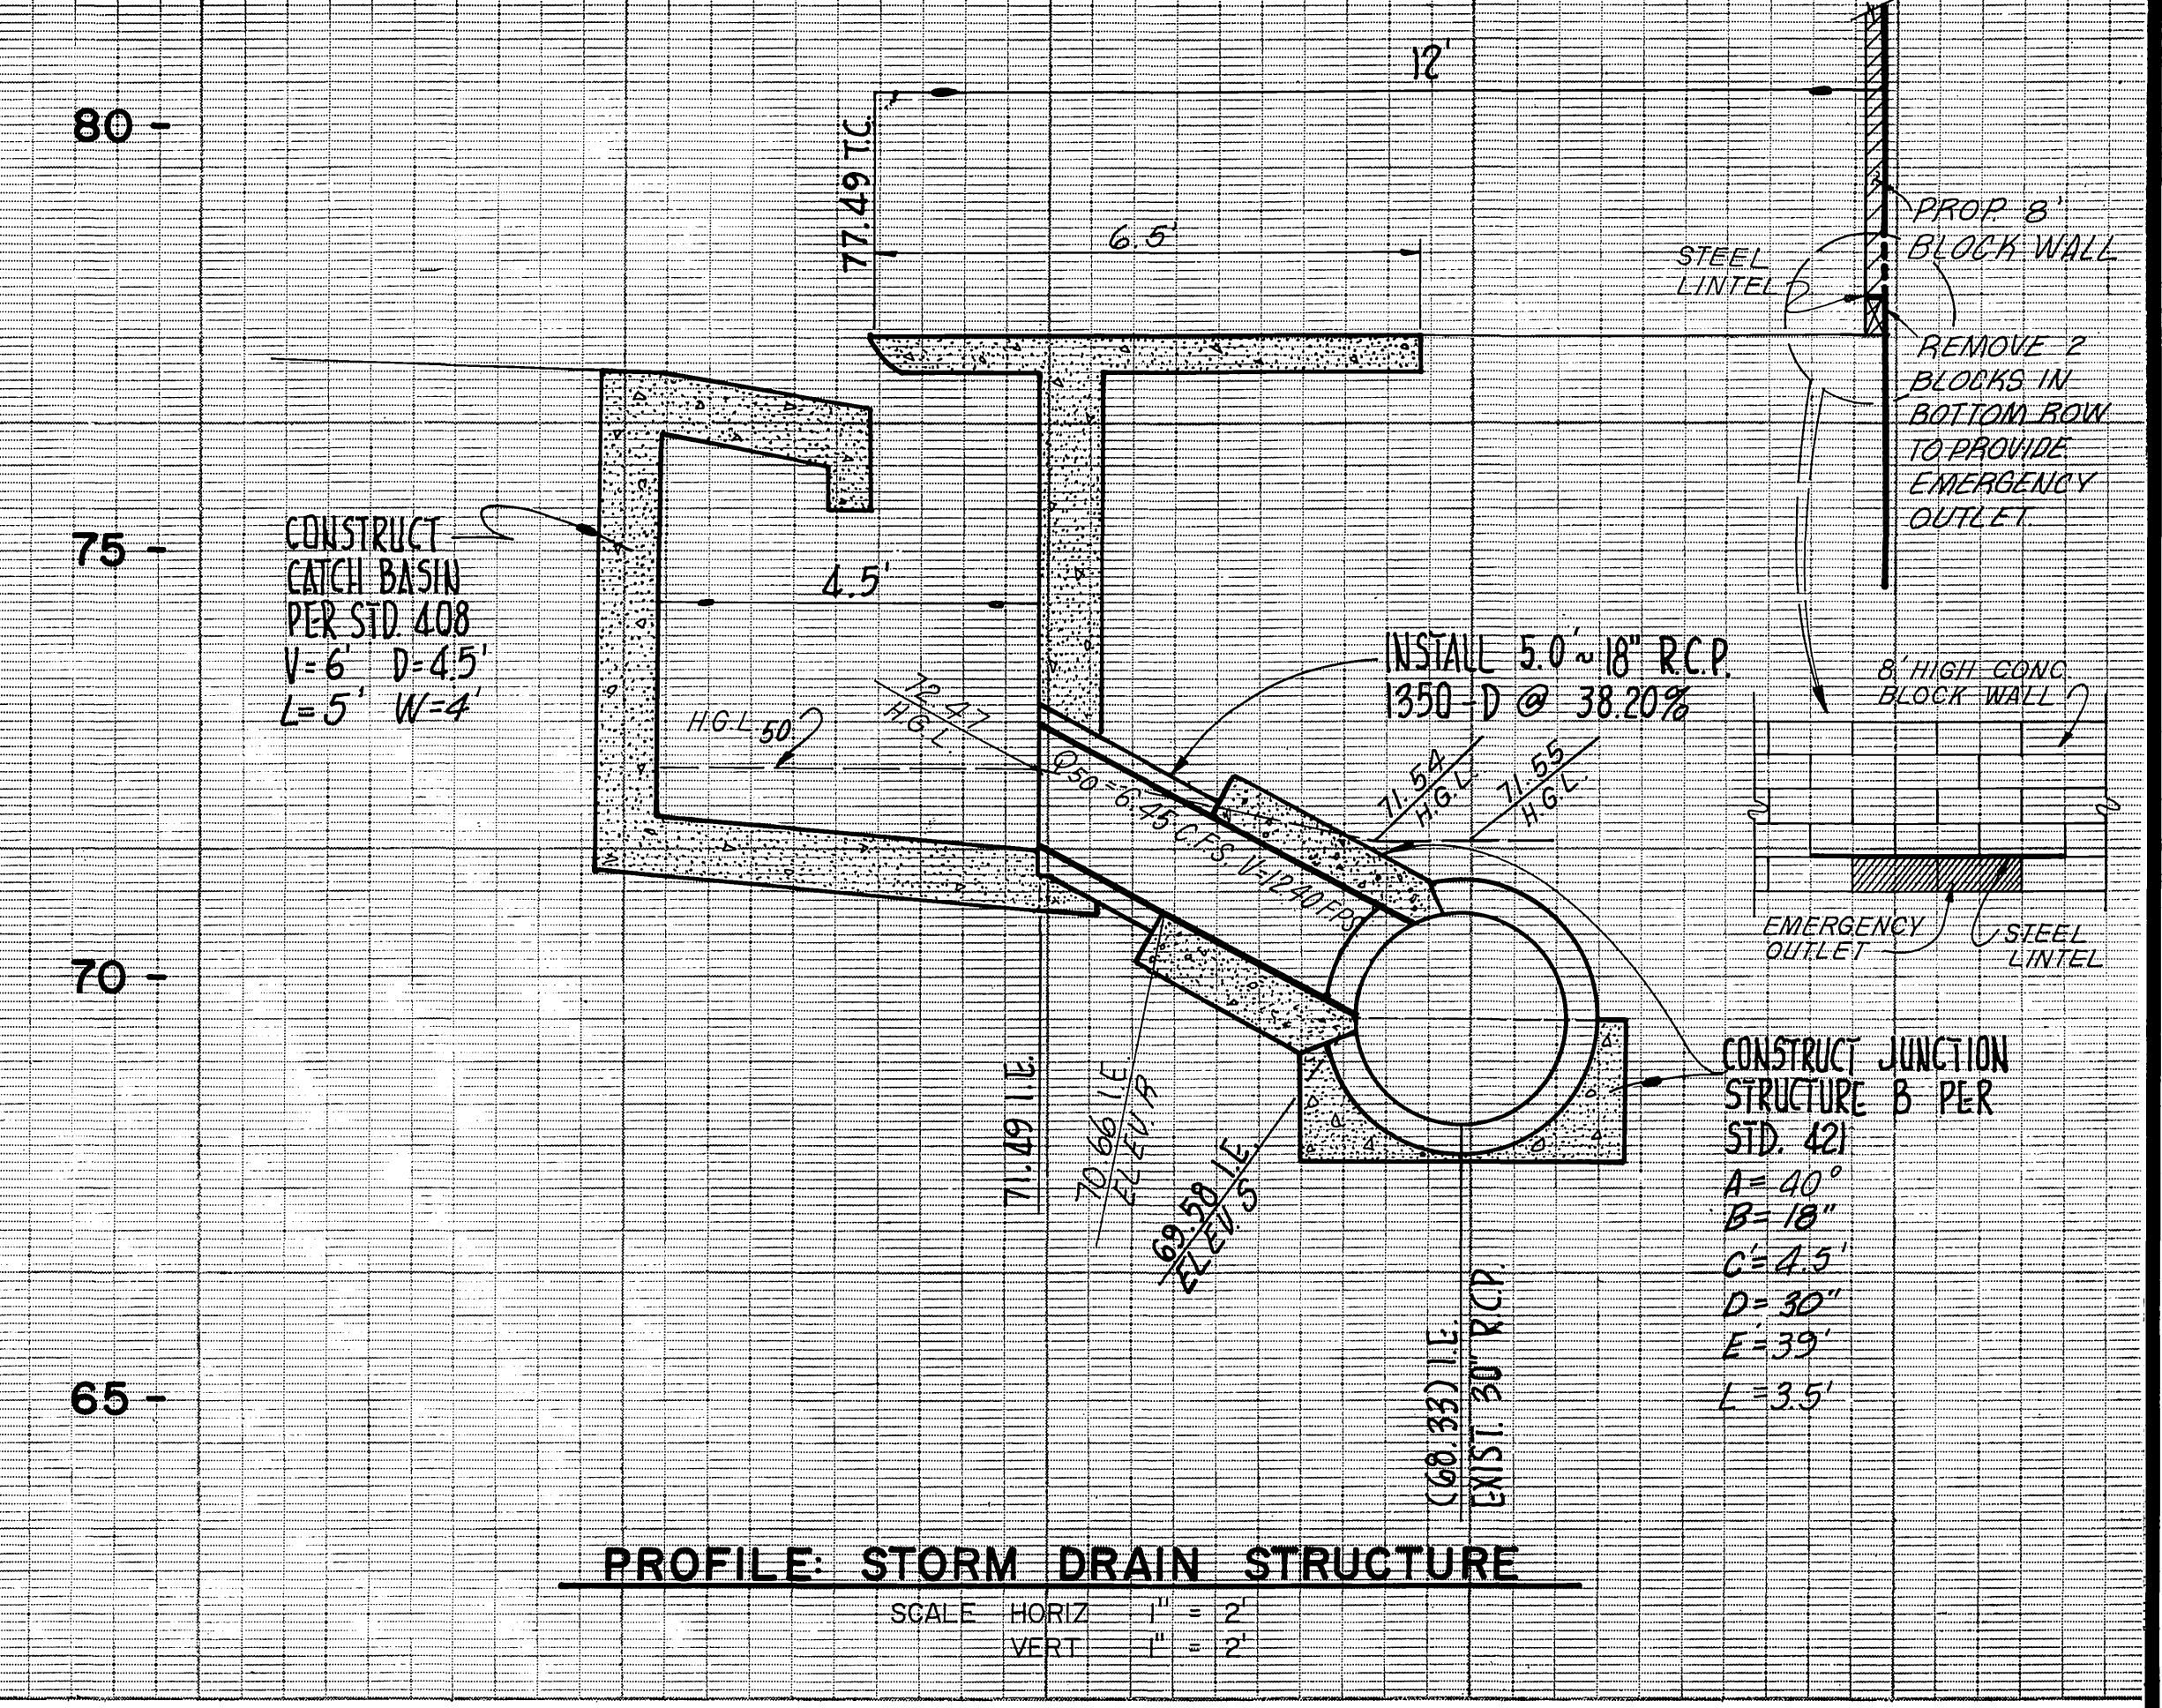 12'
80 -
77.49 T.C.
6.5'
PROP. 8'
BLOCK WALL
STEEL
LINTEL
REMOVE 2
BLOCKS IN
BOTTOM ROW
TO PROVIDE
EMERGENCY
OUTLET.
75 -
CONSTRUCT
CATCH BASIN
PER STD. 408
V=6' D=4.5'
L=5' W=4'
4.5'
INSTALL 5.0'~18" R.C.P.
1350-D @ 38.20%
8' HIGH CONC
BLOCK WALL
H.G.L.50
72.47
H.G.L.
Q50=6.45 C.F.S. V=12.40 FPS
71.54
H.G.L.
71.55
H.G.L.
EMERGENCY
OUTLET
STEEL
LINTEL
70 -
71.49 I.E.
70.66 I.E.
ELEV. R
69.58 I.E.
ELEV. S
CONSTRUCT JUNCTION
STRUCTURE B PER
STD. 421
A=40°
B=18"
C=4.5'
D=30"
E=39'
L=3.5'
65 -
(68.33) I.E.
EXIST. 30" R.C.P.
PROFILE: STORM DRAIN STRUCTURE
SCALE HORIZ 1" = 2'
VERT 1" = 2'